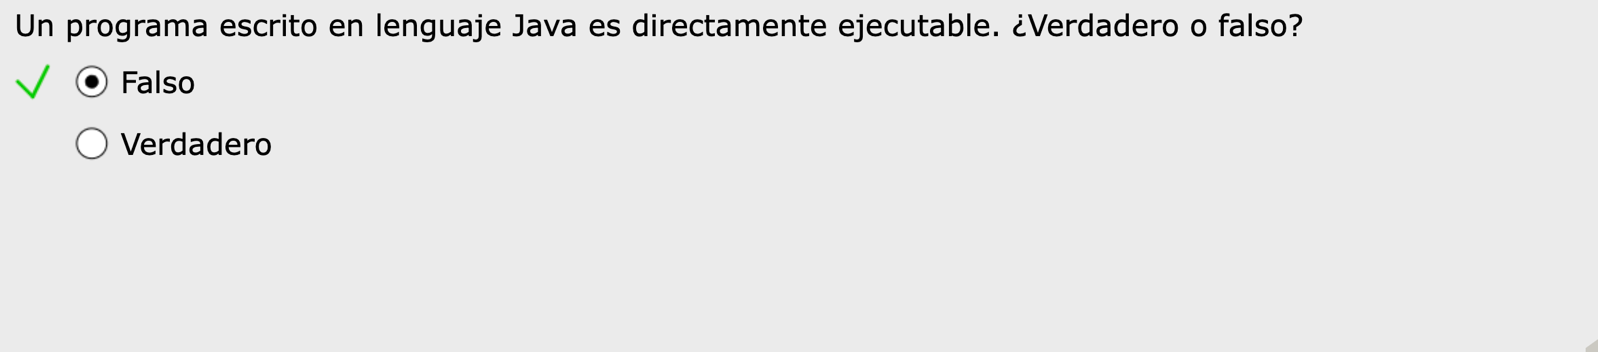 Un programa escrito en lenguaje Java es directamente ejecutable. ¿Verdadero o falso?
Falso
Verdadero